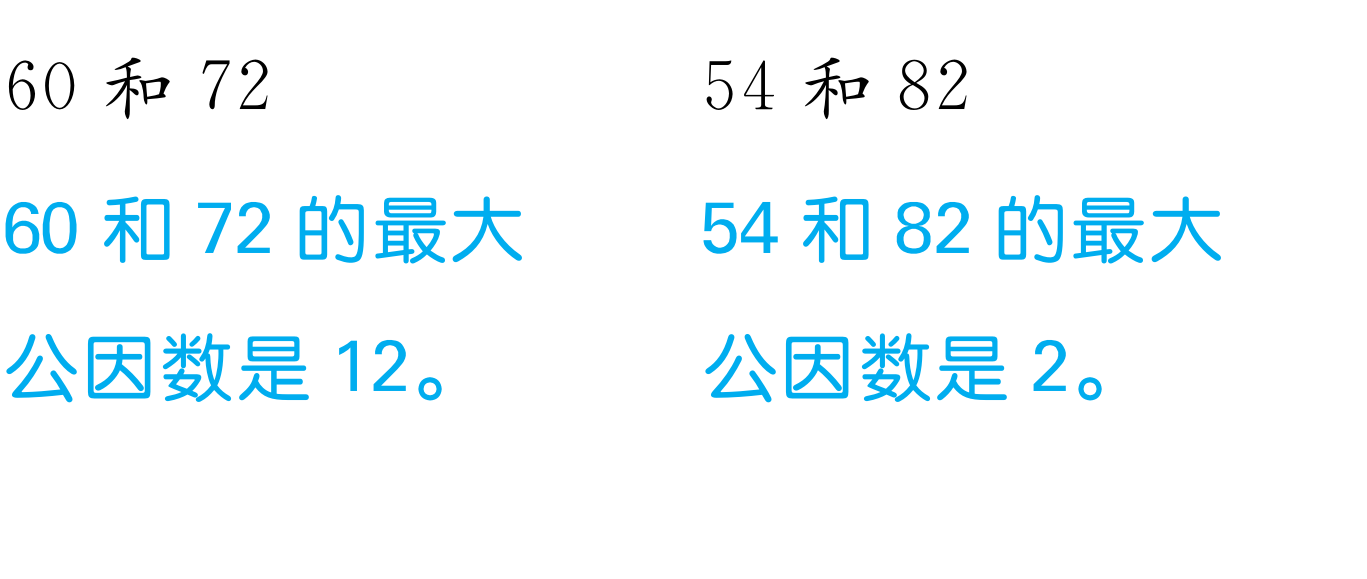 60 和 72
60 和 72 的最大
公因数是 12。
54 和 82
54 和 82 的最大
公因数是 2。